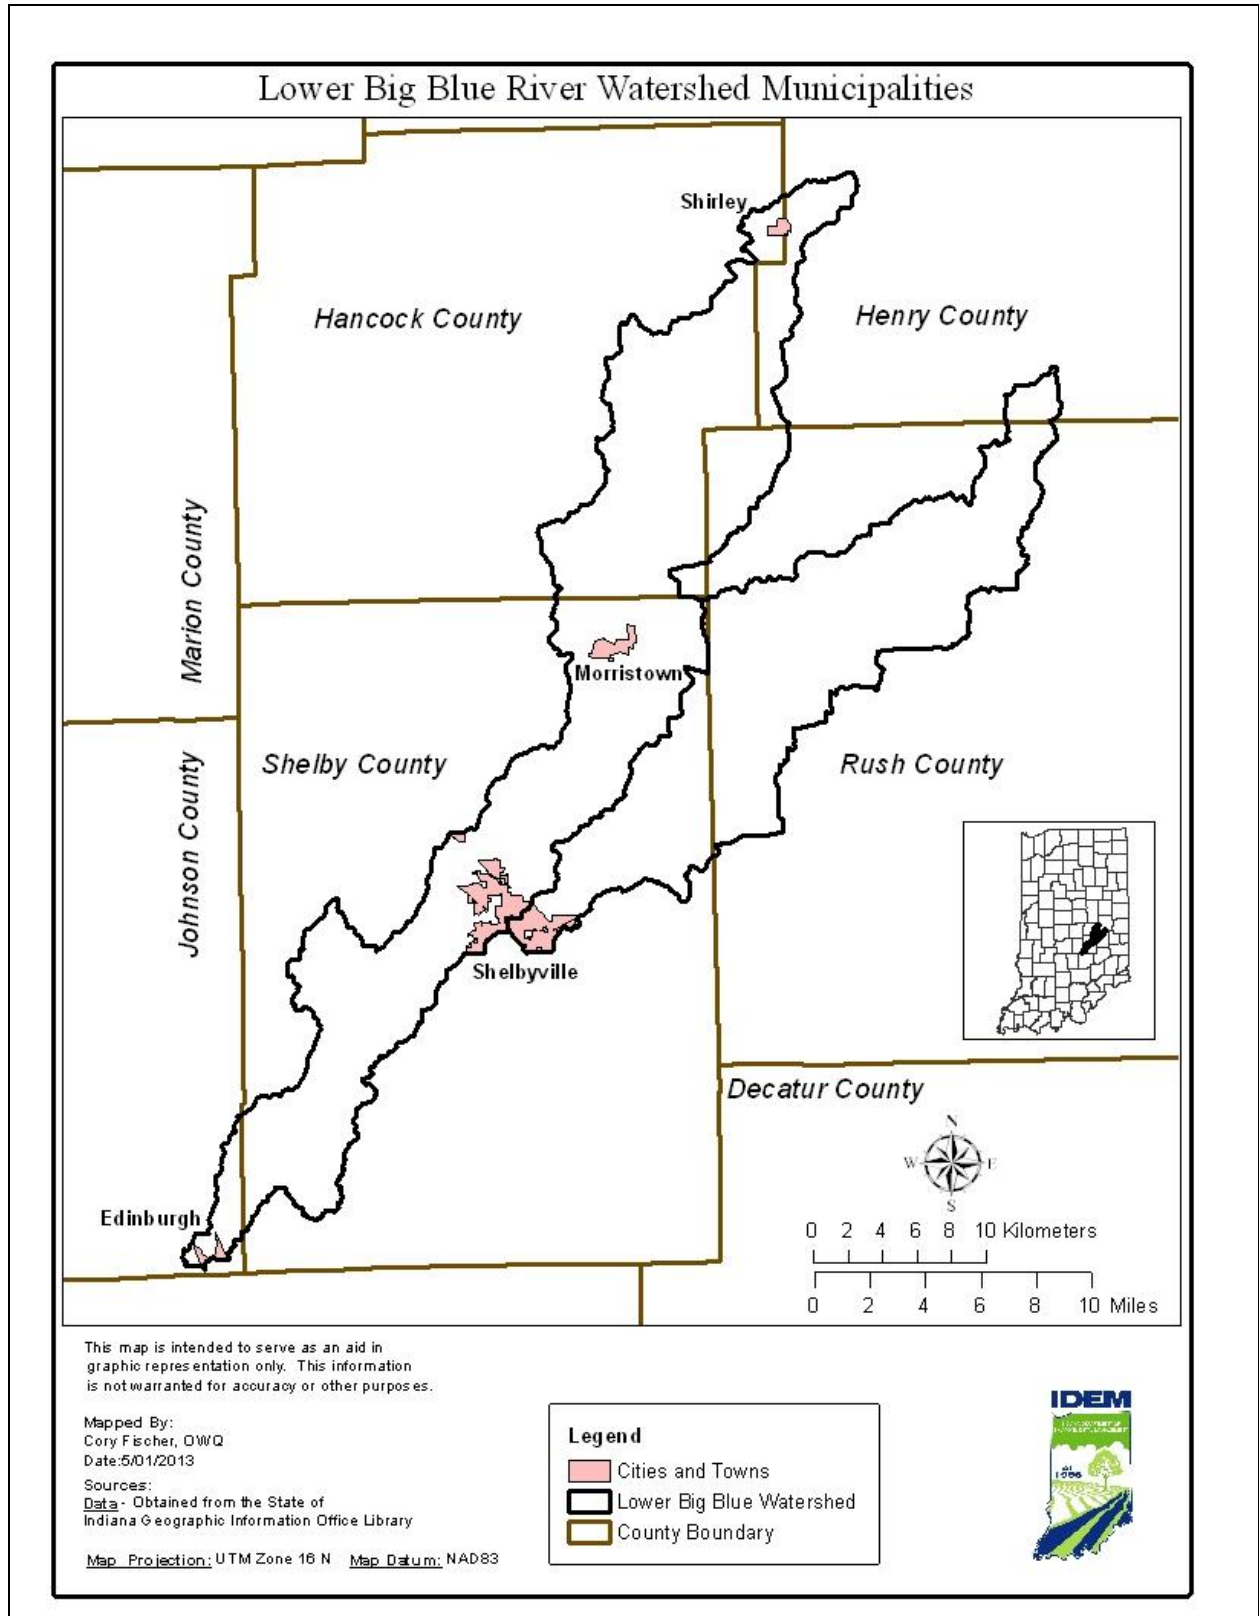 Lower Big Blue River Watershed Municipalities
Shirley
Hancock County
Henry County
Marion County
Morristown
Shelby County
Rush County
Johnson County
Shelbyville
Decatur County
N
W E
S
Edinburgh
0 2 4 6 8 10 Kilometers
0 2 4 6 8 10 Miles
This map is intended to serve as an aid in
graphic representation only. This information
is not warranted for accuracy or other purposes.
Mapped By:
Cory Fischer, OWQ
Date:5/01/2013
Sources:
Data - Obtained from the State of
Indiana Geographic Information Office Library
Map Projection: UTM Zone 16 N Map Datum: NAD83
Legend
Cities and Towns
Lower Big Blue Watershed
County Boundary
IDEM
1986